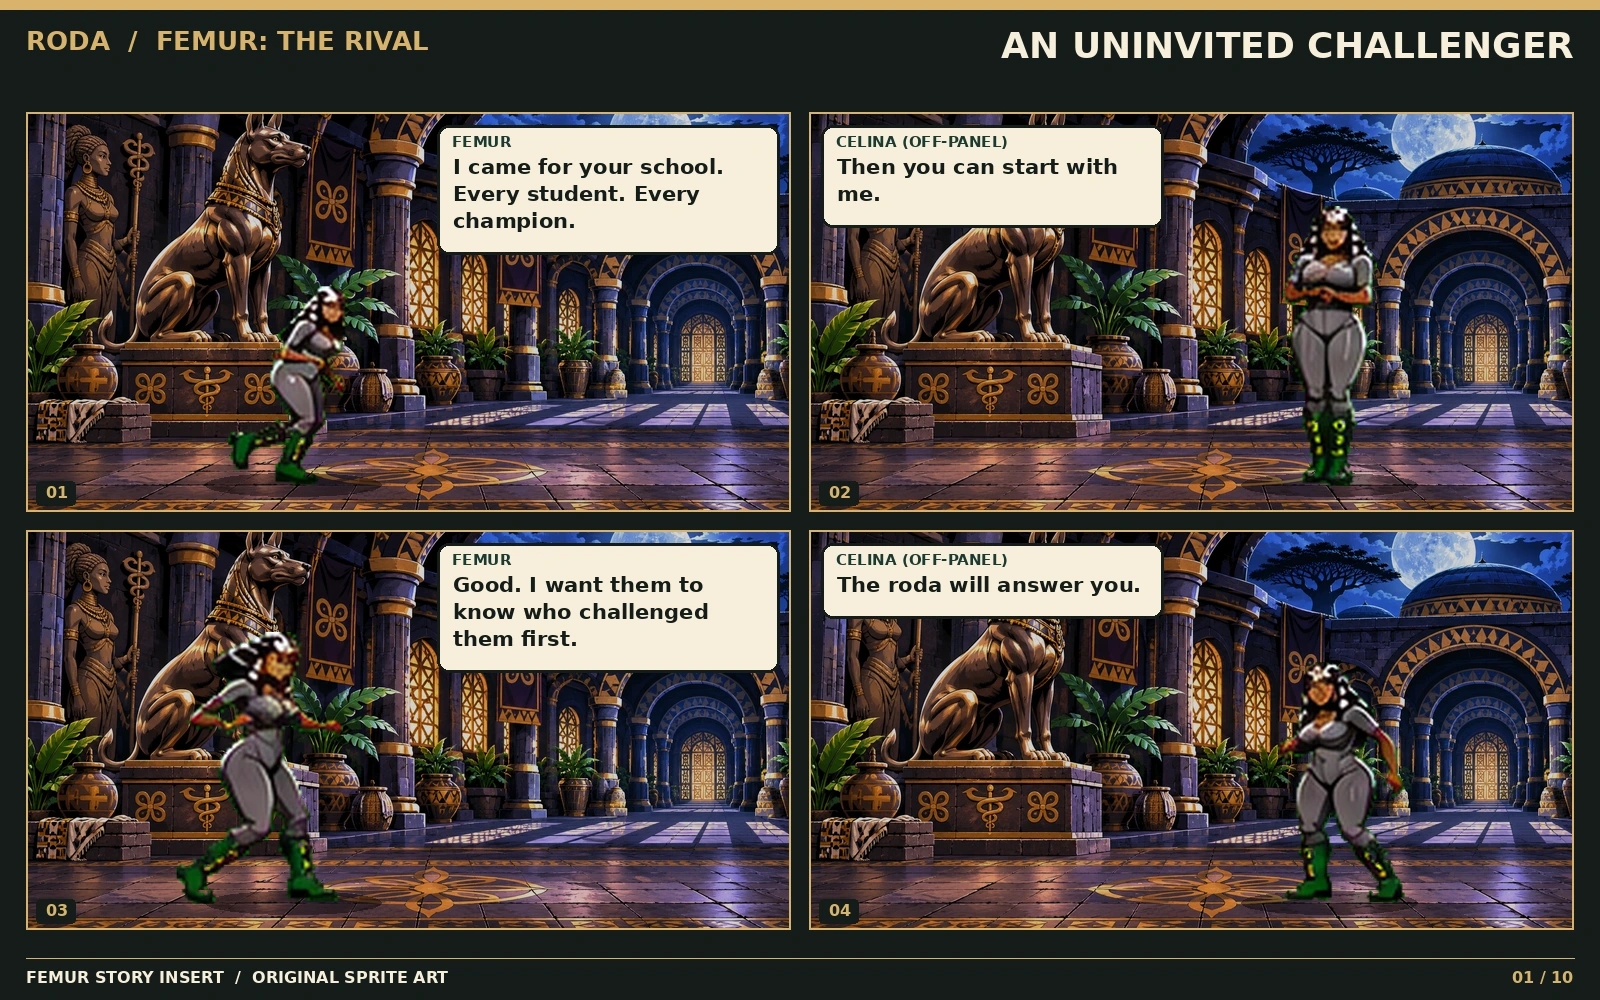 RODA / FEMUR: THE RIVAL
AN UNINVITED CHALLENGER
FEMUR
I came for your school.
Every student. Every
champion.
01
CELINA (OFF-PANEL)
Then you can start with
me.
02
FEMUR
Good. I want them to
know who challenged
them first.
03
CELINA (OFF-PANEL)
The roda will answer you.
04
FEMUR STORY INSERT / ORIGINAL SPRITE ART
01 / 10